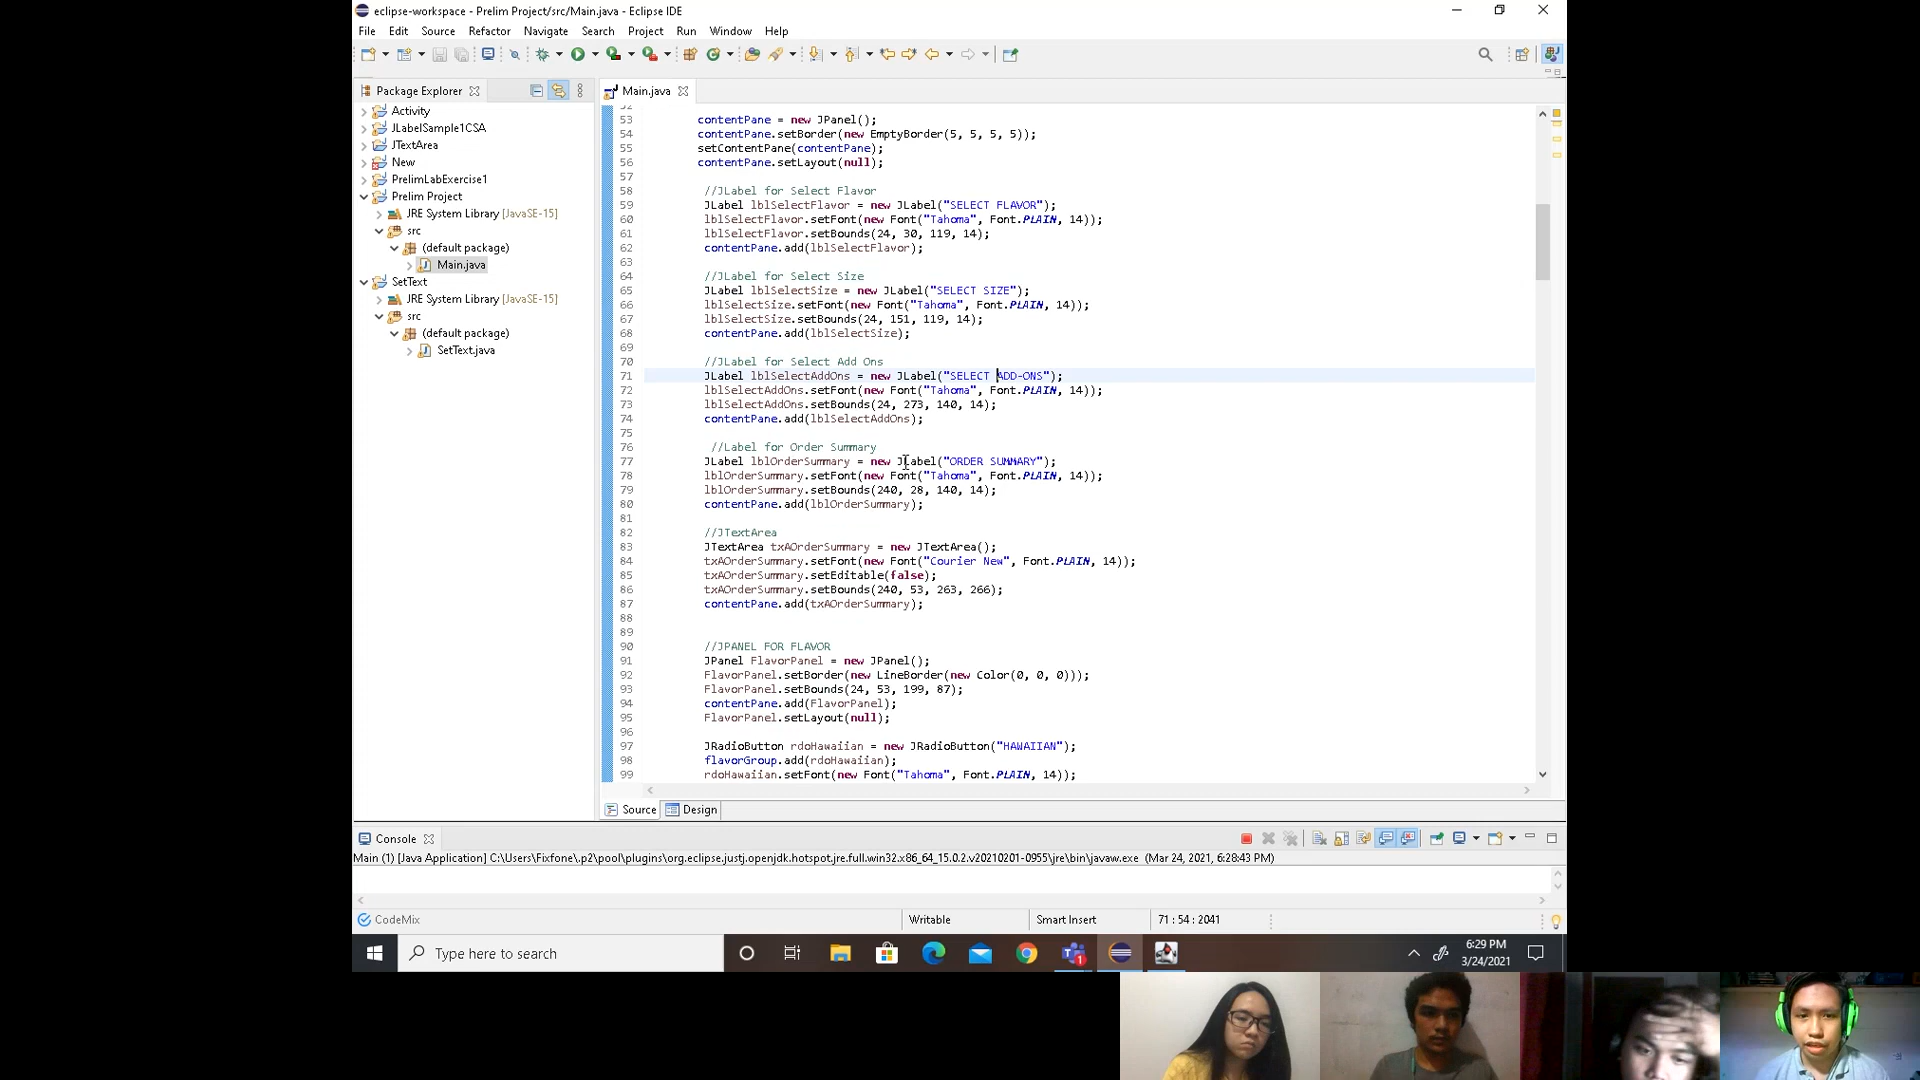 eclipse-workspace - Prelim Project/src/Main.java - Eclipse IDE
File Edit Source Refactor Navigate Search Project Run Window Help
Package Explorer
Activity
JLabelSample1CSA
JTextArea
New
PrelimLabExercise1
Prelim Project
JRE System Library [JavaSE-15]
src
(default package)
Main.java
SetText
JRE System Library [JavaSE-15]
src
(default package)
SetText.java
Main.java
52
53 contentPane = new JPanel();
54 contentPane.setBorder(new EmptyBorder(5, 5, 5, 5));
55 setContentPane(contentPane);
56 contentPane.setLayout(null);
57
58 //JLabel for Select Flavor
59 JLabel lblSelectFlavor = new JLabel("SELECT FLAVOR");
60 lblSelectFlavor.setFont(new Font("Tahoma", Font.PLAIN, 14));
61 lblSelectFlavor.setBounds(24, 30, 119, 14);
62 contentPane.add(lblSelectFlavor);
63
64 //JLabel for Select Size
65 JLabel lblSelectSize = new JLabel("SELECT SIZE");
66 lblSelectSize.setFont(new Font("Tahoma", Font.PLAIN, 14));
67 lblSelectSize.setBounds(24, 151, 119, 14);
68 contentPane.add(lblSelectSize);
69
70 //JLabel for Select Add Ons
71 JLabel lblSelectAddOns = new JLabel("SELECT ADD-ONS");
72 lblSelectAddOns.setFont(new Font("Tahoma", Font.PLAIN, 14));
73 lblSelectAddOns.setBounds(24, 273, 140, 14);
74 contentPane.add(lblSelectAddOns);
75
76 //Label for Order Summary
77 JLabel lblOrderSummary = new JLabel("ORDER SUMMARY");
78 lblOrderSummary.setFont(new Font("Tahoma", Font.PLAIN, 14));
79 lblOrderSummary.setBounds(240, 28, 140, 14);
80 contentPane.add(lblOrderSummary);
81
82 //JTextArea
83 JTextArea txAOrderSummary = new JTextArea();
84 txAOrderSummary.setFont(new Font("Courier New", Font.PLAIN, 14));
85 txAOrderSummary.setEditable(false);
86 txAOrderSummary.setBounds(240, 53, 263, 266);
87 contentPane.add(txAOrderSummary);
88
89
90 //JPANEL FOR FLAVOR
91 JPanel FlavorPanel = new JPanel();
92 FlavorPanel.setBorder(new LineBorder(new Color(0, 0, 0)));
93 FlavorPanel.setBounds(24, 53, 199, 87);
94 contentPane.add(FlavorPanel);
95 FlavorPanel.setLayout(null);
96
97 JRadioButton rdoHawaiian = new JRadioButton("HAWAIIAN");
98 flavorGroup.add(rdoHawaiian);
99 rdoHawaiian.setFont(new Font("Tahoma", Font.PLAIN, 14));
Source Design
Console
Main (1) [Java Application] C:\Users\Fixfone\.p2\pool\plugins\org.eclipse.justj.openjdk.hotspot.jre.full.win32.x86_64_15.0.2.v20210201-0955\jre\bin\javaw.exe (Mar 24, 2021, 6:28:43 PM)
CodeMix Writable Smart Insert 71 : 54 : 2041
Type here to search
1
6:29 PM
3/24/2021